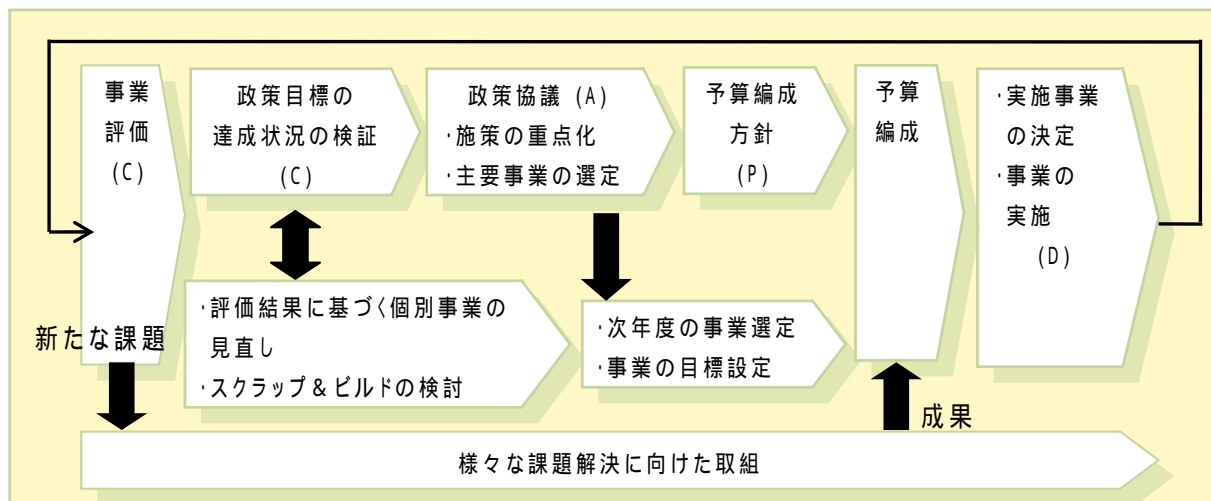 事業
評価
(C)
政策目標の
達成状況の検証
(C)
政策協議 (A)
·施策の重点化
·主要事業の選定
予算編成
方針
(P)
予算
編成
·実施事業
の決定
·事業の
実施
(D)
·評価結果に基づく個別事業の
見直し
·スクラップ&ビルドの検討
·次年度の事業選定
·事業の目標設定
新たな課題
成果
様々な課題解決に向けた取組